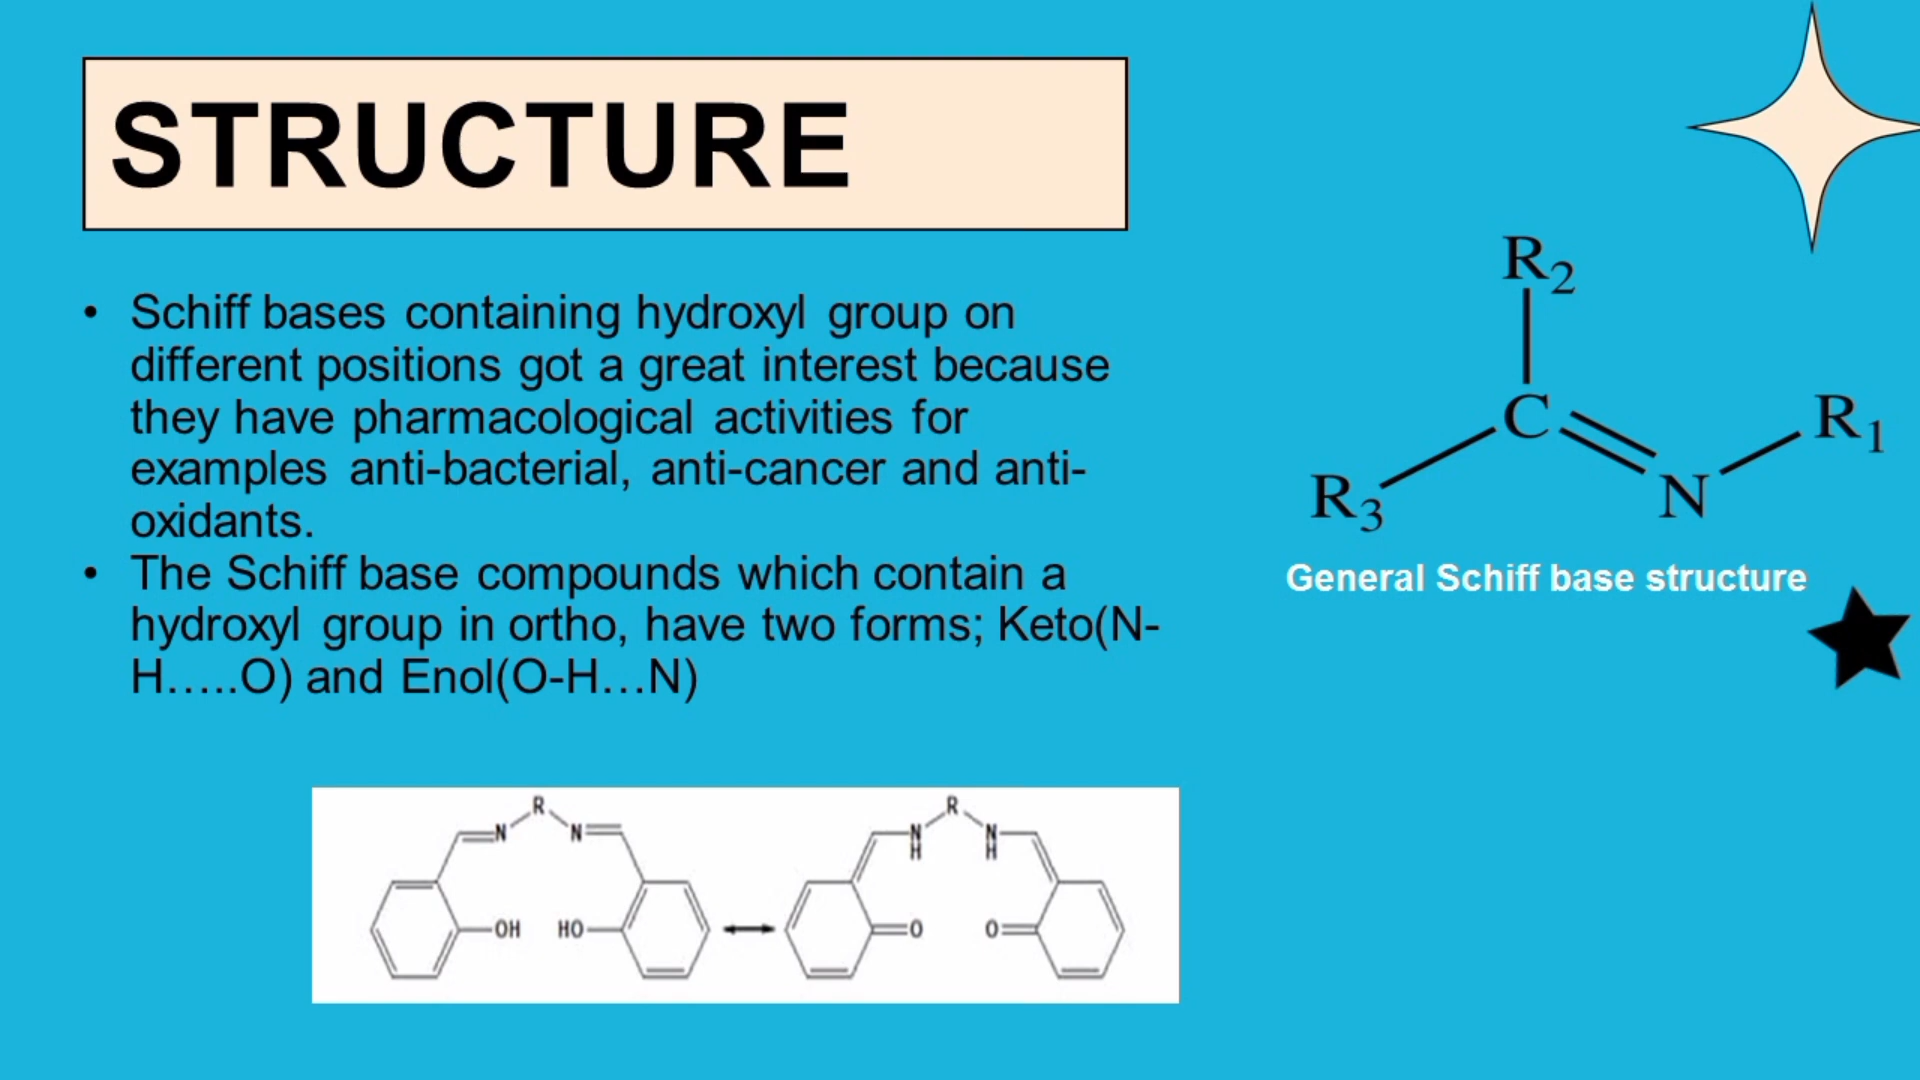 STRUCTURE
• Schiff bases containing hydroxyl group on
different positions got a great interest because
they have pharmacological activities for
examples anti-bacterial, anti-cancer and anti-
oxidants.
• The Schiff base compounds which contain a
hydroxyl group in ortho, have two forms; Keto(N-
H…..O) and Enol(O-H…N)
R2
C
R1
R3
N
General Schiff base structure
R R
N N N N
H H
OH HO O O